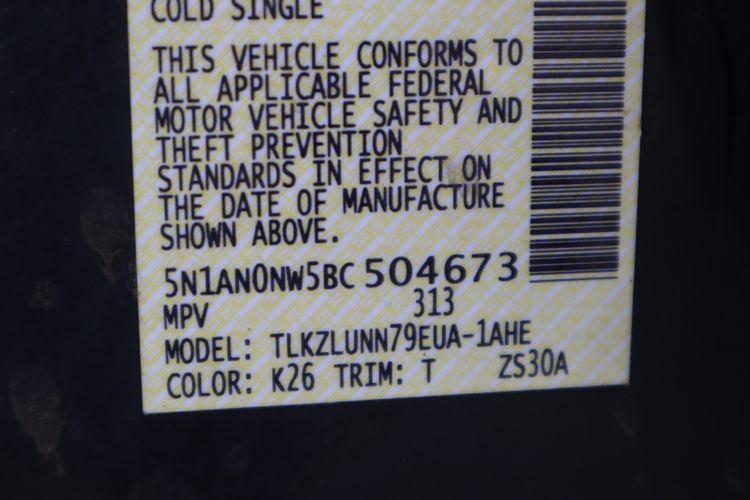 COLD SINGLE
THIS VEHICLE CONFORMS TO
ALL APPLICABLE FEDERAL
MOTOR VEHICLE SAFETY AND
THEFT PREVENTION
STANDARDS IN EFFECT ON
THE DATE OF MANUFACTURE
SHOWN ABOVE.
5N1AN0NW5BC504673
MPV 313
MODEL: TLKZLUNN79EUA-1AHE
COLOR: K26 TRIM: T ZS30A